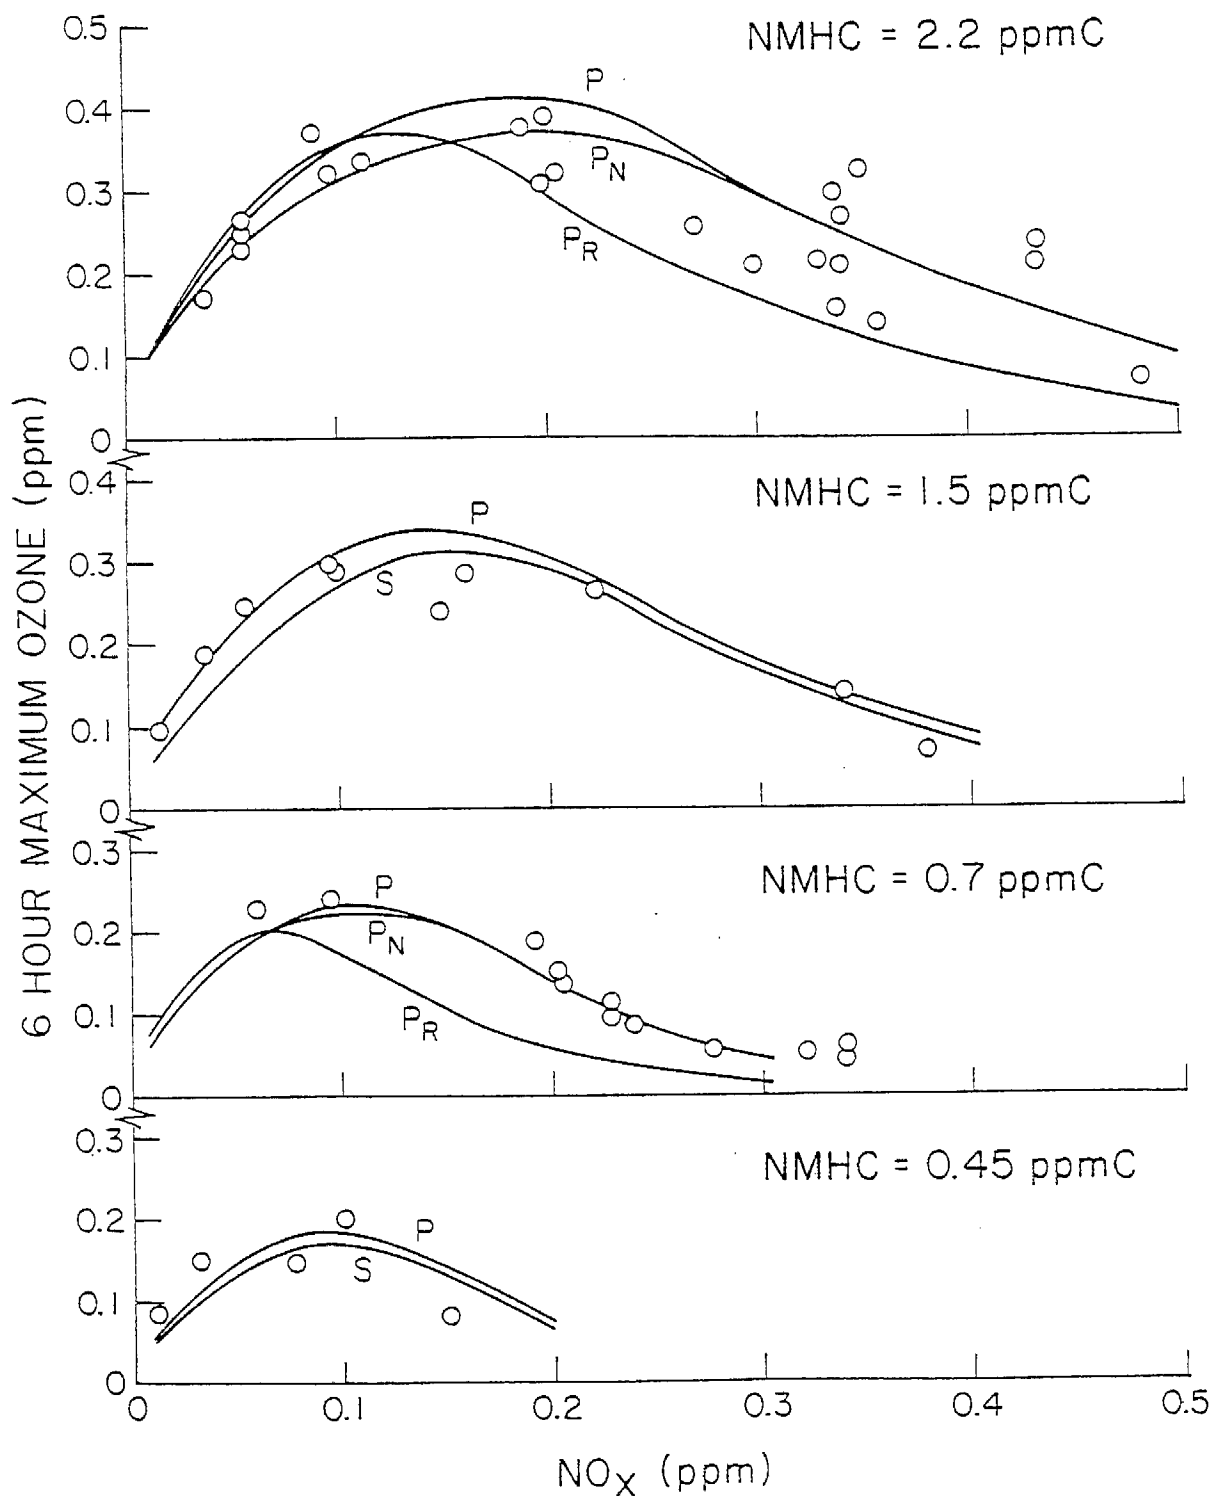 6 HOUR MAXIMUM OZONE (ppm)
NMHC = 2.2 ppmC
0.5
0.4
0.3
0.2
0.1
0
P
P_N
P_R
NMHC = 1.5 ppmC
0.4
0.3
0.2
0.1
0
P
S
NMHC = 0.7 ppmC
0.3
0.2
0.1
0
P
P_N
P_R
NMHC = 0.45 ppmC
0.3
0.2
0.1
0
P
S
0 0.1 0.2 0.3 0.4 0.5
NO_X (ppm)